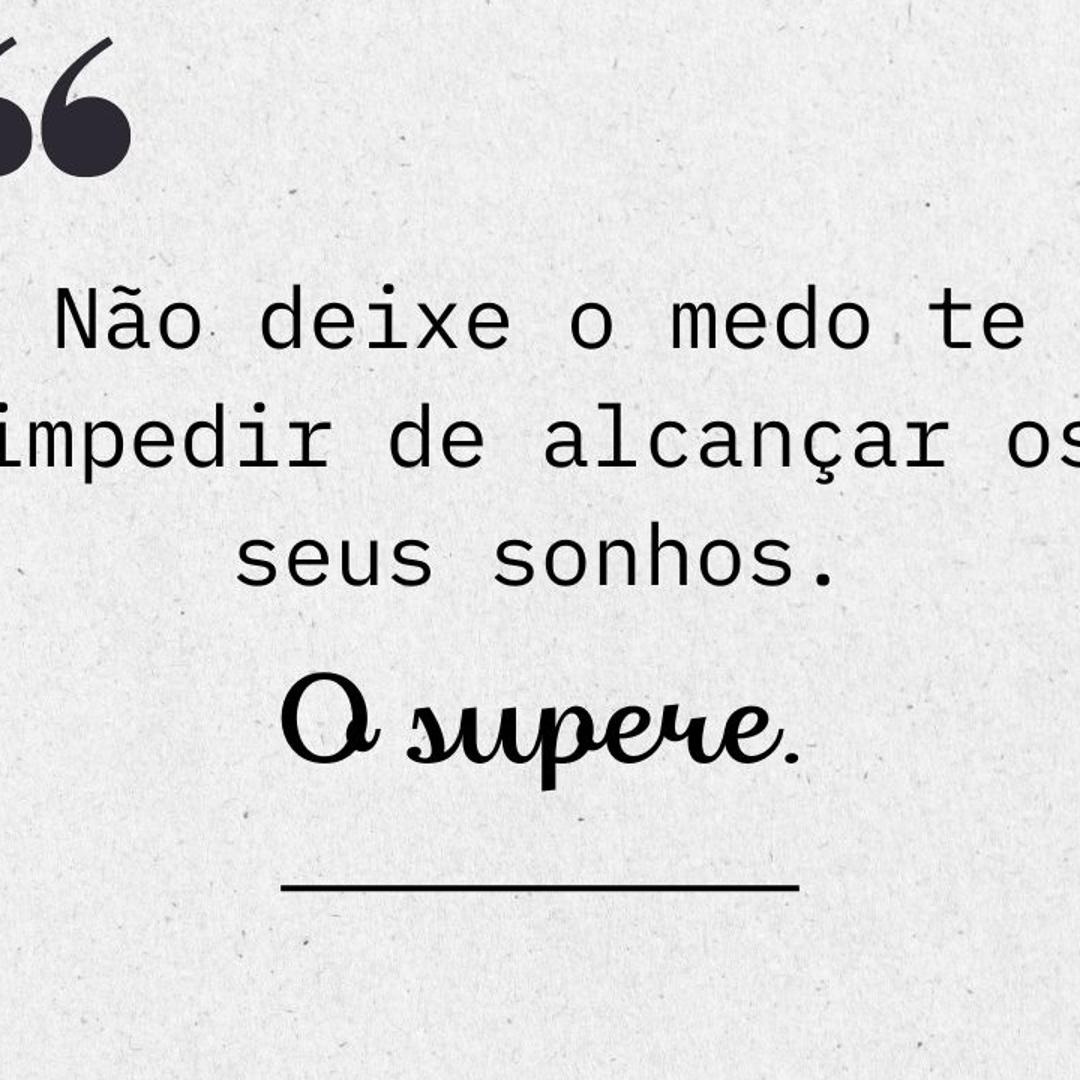 “
Não deixe o medo te
impedir de alcançar os
seus sonhos.
O supere.